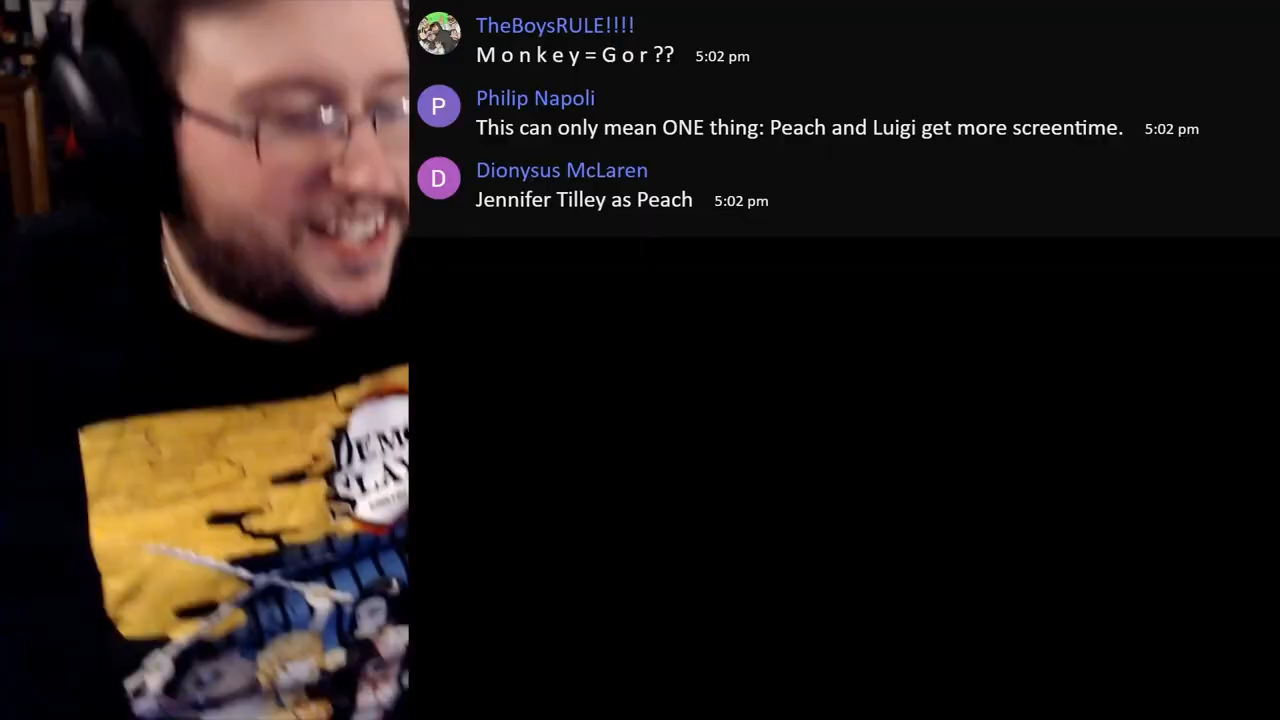 TheBoysRULE!!!!
M o n k e y = G o r ?? 5:02 pm
P
Philip Napoli
This can only mean ONE thing: Peach and Luigi get more screentime. 5:02 pm
D
Dionysus McLaren
Jennifer Tilley as Peach 5:02 pm